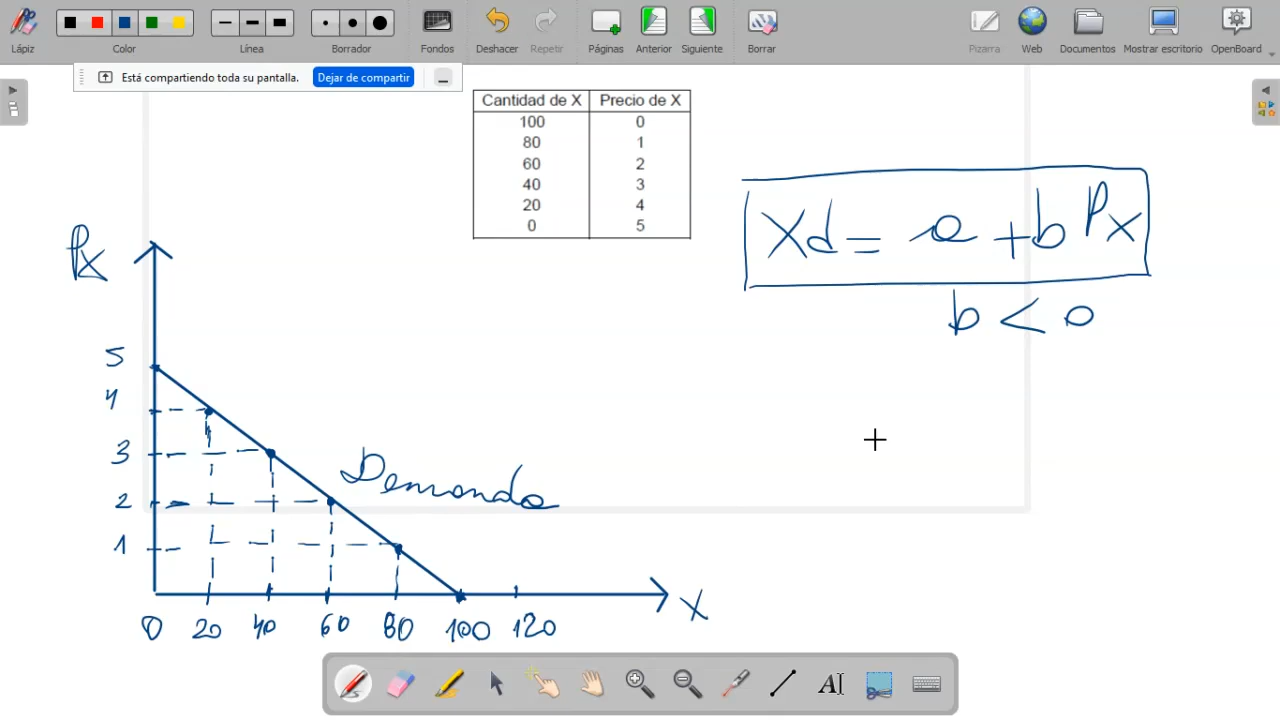 Lápiz Color Línea Borrador Fondos Deshacer Repetir Páginas Anterior Siguiente Borrar Pizarra Web Documentos Mostrar escritorio OpenBoard
Está compartiendo toda su pantalla. Dejar de compartir
Cantidad de X Precio de X
100 0
80 1
60 2
40 3
20 4
0 5
Xd = a + b Px
b < 0
Px
5
4
3
2
1
Demanda
0 20 40 60 80 100 120 X